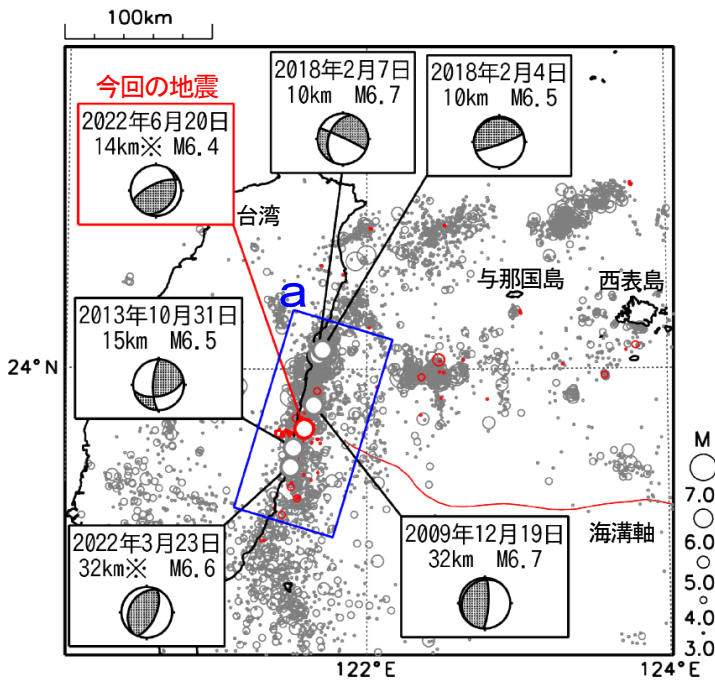 100km
今回の地震
2022年6月20日
14km※ M6.4
2018年2月7日
10km M6.7
2018年2月4日
10km M6.5
台湾
与那国島
西表島
a
2013年10月31日
15km M6.5
24°N
2022年3月23日
32km※ M6.6
2009年12月19日
32km M6.7
海溝軸
M
7.0
6.0
5.0
4.0
3.0
122°E
124°E